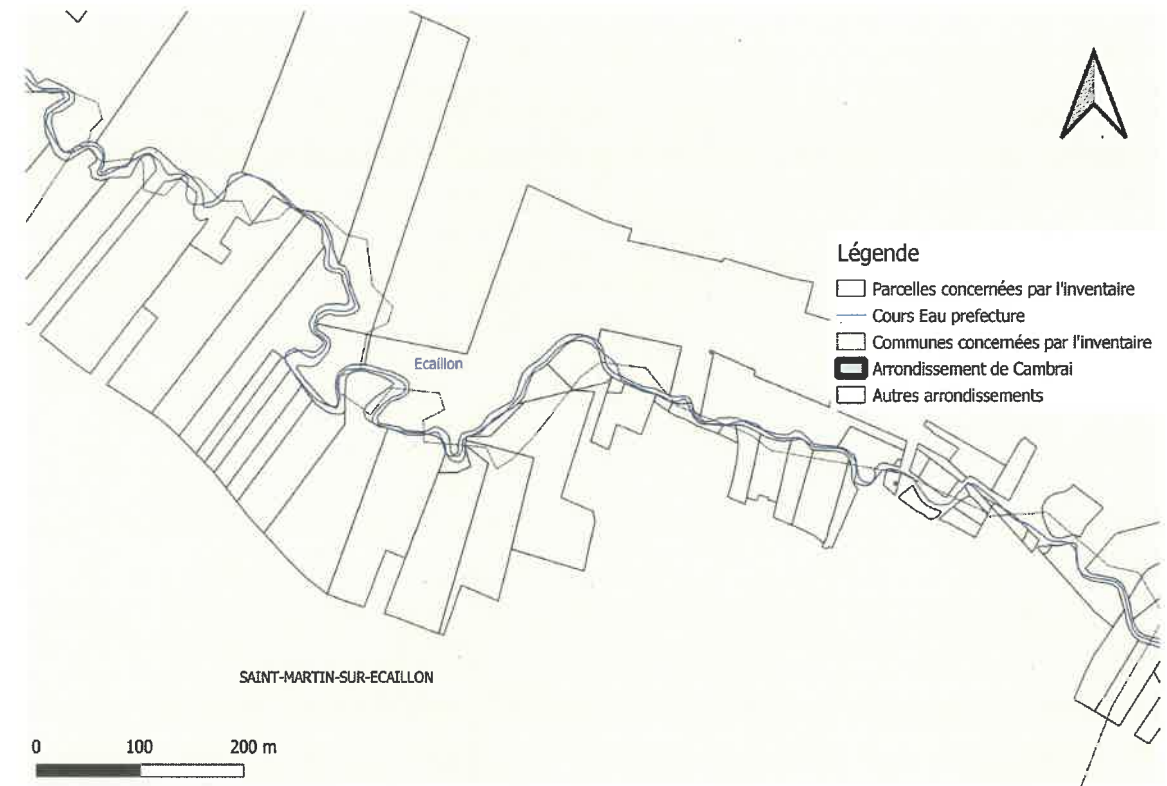 Légende
Parcelles concernées par l'inventaire
Cours Eau prefecture
Communes concernées par l'inventaire
Arrondissement de Cambrai
Autres arrondissements
Ecaillon
SAINT-MARTIN-SUR-ECAILLON
0 100 200 m